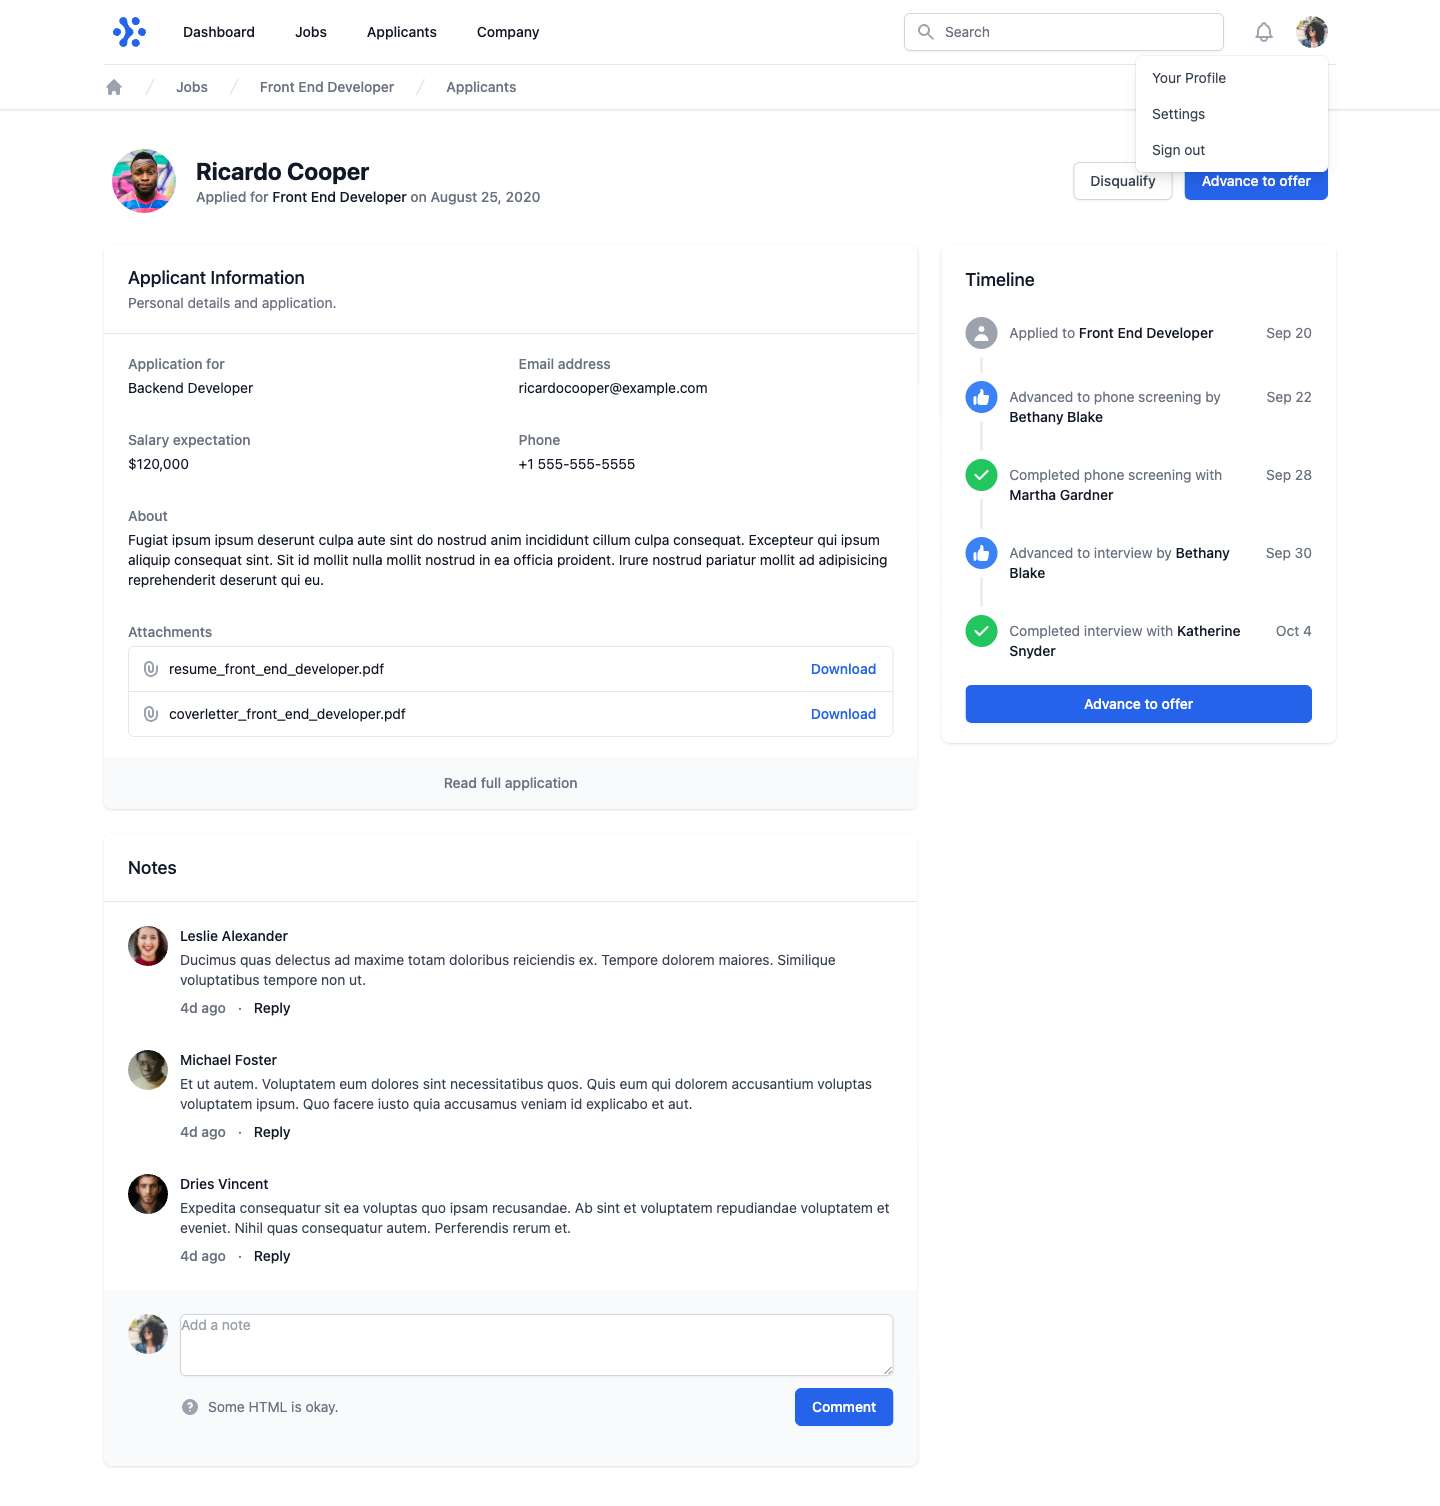 Dashboard Jobs Applicants Company Search
Jobs / Front End Developer / Applicants
Your Profile
Settings
Sign out
Ricardo Cooper
Applied for Front End Developer on August 25, 2020
Disqualify
Advance to offer
Applicant Information
Personal details and application.
Application for
Backend Developer
Email address
ricardocooper@example.com
Salary expectation
$120,000
Phone
+1 555-555-5555
About
Fugiat ipsum ipsum deserunt culpa aute sint do nostrud anim incididunt cillum culpa consequat. Excepteur qui ipsum
aliquip consequat sint. Sit id mollit nulla mollit nostrud in ea officia proident. Irure nostrud pariatur mollit ad adipisicing
reprehenderit deserunt qui eu.
Attachments
resume_front_end_developer.pdf Download
coverletter_front_end_developer.pdf Download
Read full application
Timeline
Applied to Front End Developer Sep 20
Advanced to phone screening by Sep 22
Bethany Blake
Completed phone screening with Sep 28
Martha Gardner
Advanced to interview by Bethany Sep 30
Blake
Completed interview with Katherine Oct 4
Snyder
Advance to offer
Notes
Leslie Alexander
Ducimus quas delectus ad maxime totam doloribus reiciendis ex. Tempore dolorem maiores. Similique
voluptatibus tempore non ut.
4d ago · Reply
Michael Foster
Et ut autem. Voluptatem eum dolores sint necessitatibus quos. Quis eum qui dolorem accusantium voluptas
voluptatem ipsum. Quo facere iusto quia accusamus veniam id explicabo et aut.
4d ago · Reply
Dries Vincent
Expedita consequatur sit ea voluptas quo ipsam recusandae. Ab sint et voluptatem repudiandae voluptatem et
eveniet. Nihil quas consequatur autem. Perferendis rerum et.
4d ago · Reply
Add a note
Some HTML is okay.
Comment